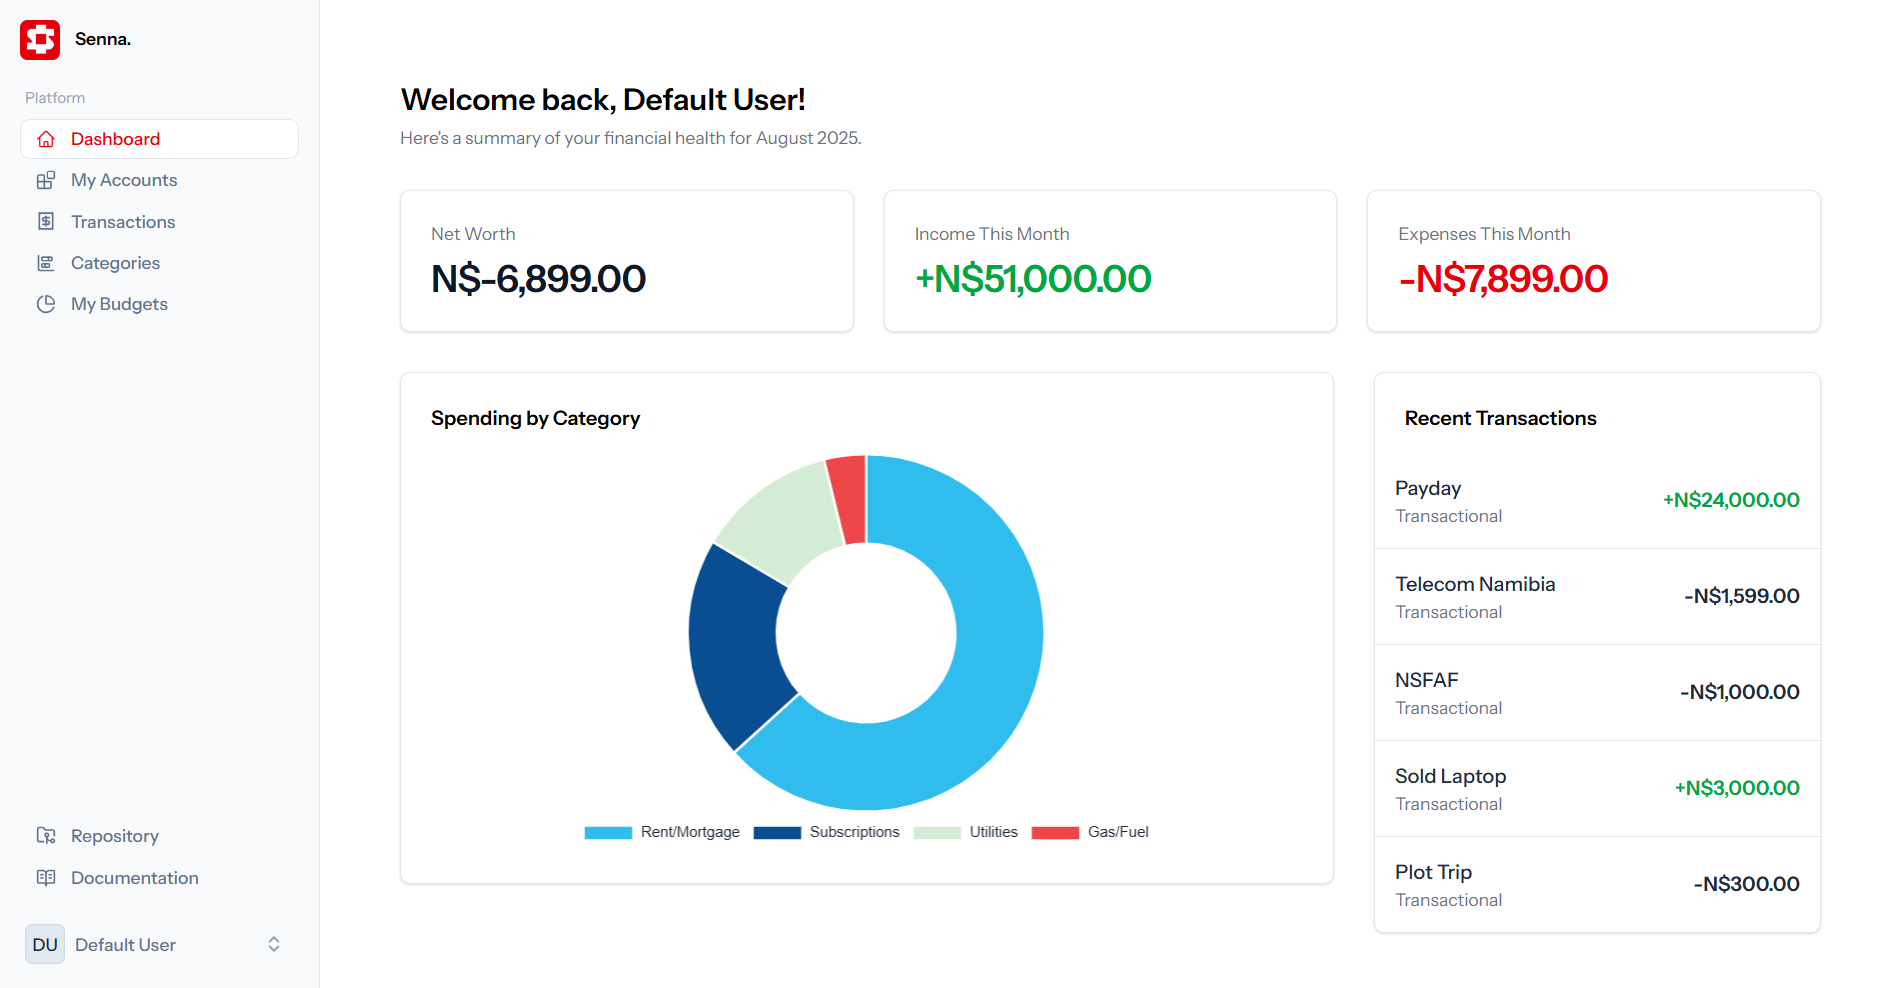 Senna.
Platform
Dashboard
My Accounts
Transactions
Categories
My Budgets
Repository
Documentation
DU Default User
Welcome back, Default User!
Here's a summary of your financial health for August 2025.
Net Worth
N$-6,899.00
Income This Month
+N$51,000.00
Expenses This Month
-N$7,899.00
Spending by Category
Rent/Mortgage Subscriptions Utilities Gas/Fuel
Recent Transactions
Payday
Transactional
+N$24,000.00
Telecom Namibia
Transactional
-N$1,599.00
NSFAF
Transactional
-N$1,000.00
Sold Laptop
Transactional
+N$3,000.00
Plot Trip
Transactional
-N$300.00